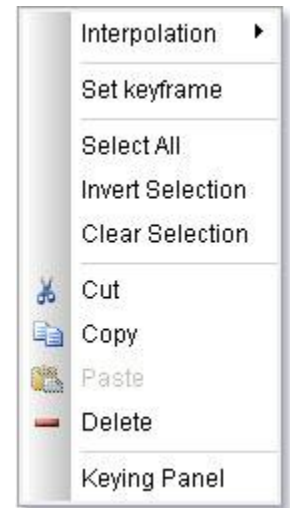 Interpolation
Set keyframe
Select All
Invert Selection
Clear Selection
Cut
Copy
Paste
Delete
Keying Panel